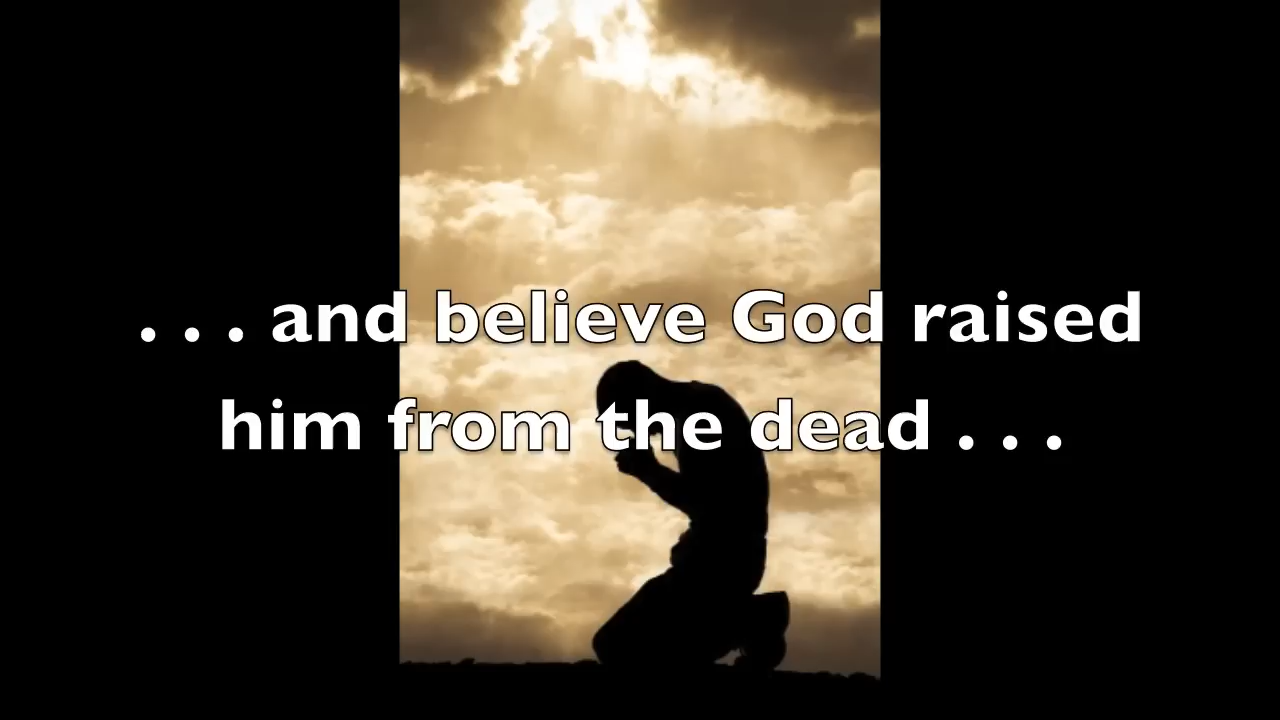 . . . and believe God raised
him from the dead . . .